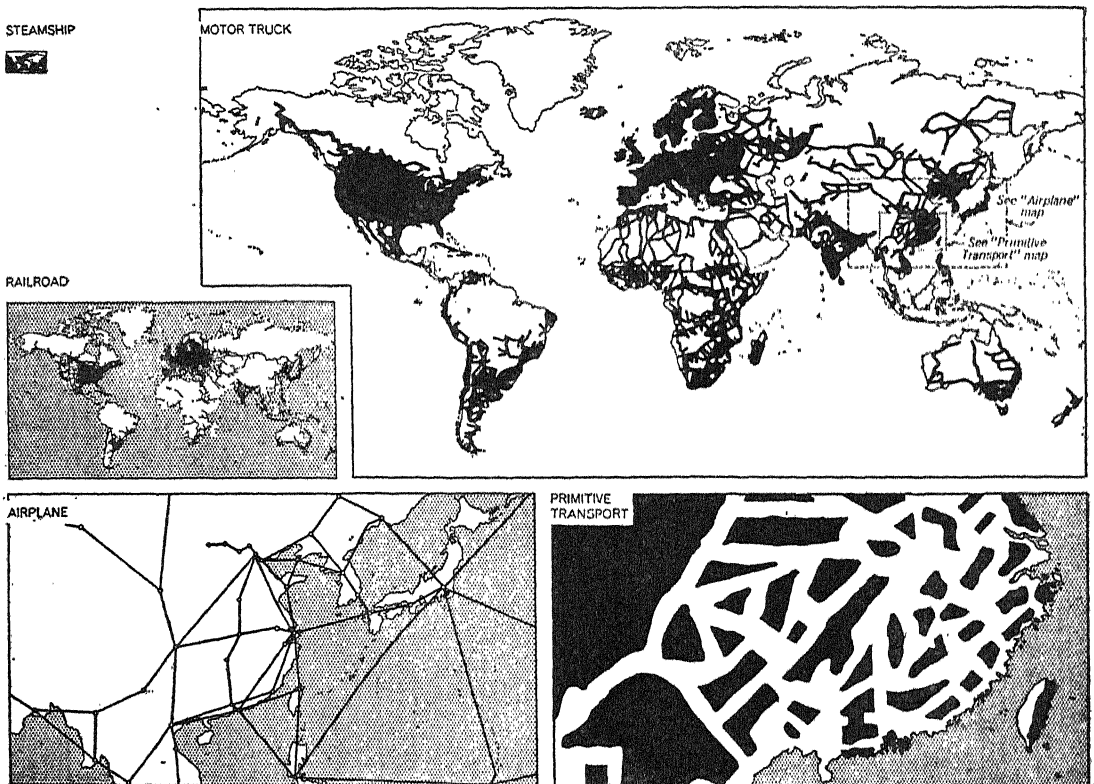 STEAMSHIP
MOTOR TRUCK
See "Airplane"
map
See "Primitive
Transport" map
RAILROAD
AIRPLANE
PRIMITIVE
TRANSPORT